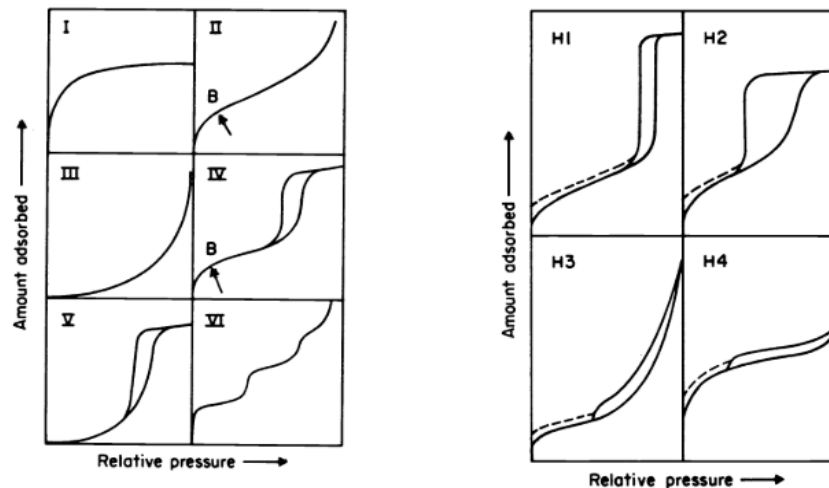 I
II
B
III
IV
B
V
VI
Amount adsorbed
Relative pressure
H1
H2
H3
H4
Amount adsorbed
Relative pressure